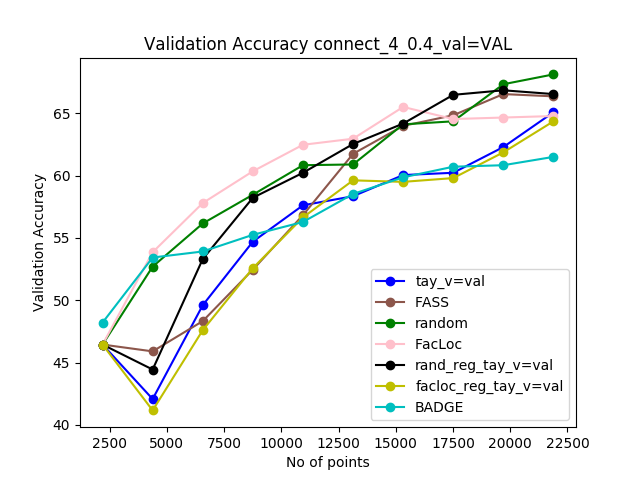 Validation Accuracy connect_4_0.4_val=VAL
Validation Accuracy
65
60
55
50
45
40
tay_v=val
FASS
random
FacLoc
rand_reg_tay_v=val
facloc_reg_tay_v=val
BADGE
2500 5000 7500 10000 12500 15000 17500 20000 22500
No of points